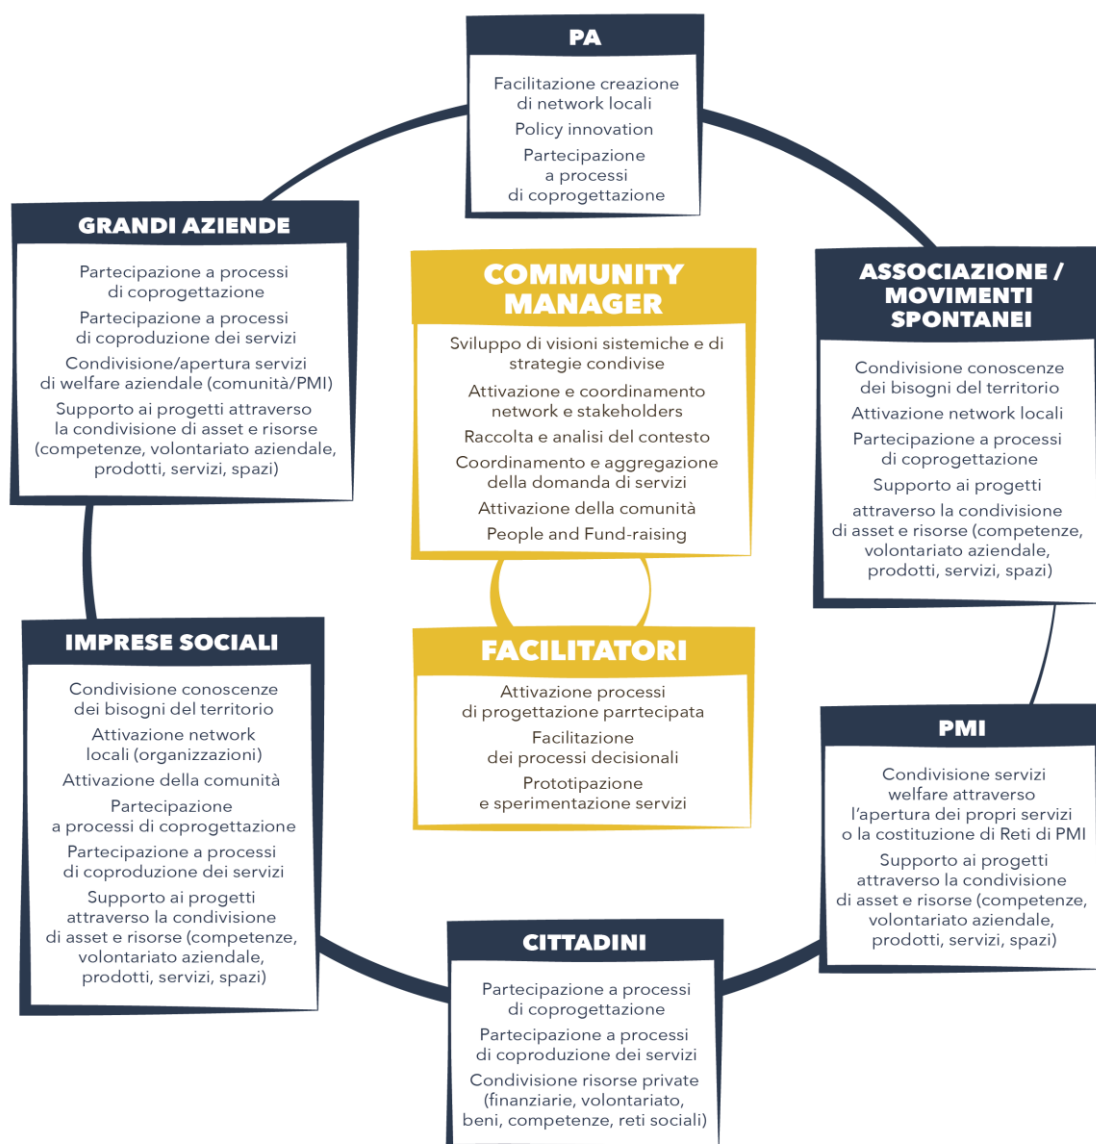 PA
Facilitazione creazione
di network locali
Policy innovation
Partecipazione
a processi
di coprogettazione
GRANDI AZIENDE
Partecipazione a processi
di coprogettazione
Partecipazione a processi
di coproduzione dei servizi
Condivisione/apertura servizi
di welfare aziendale (comunità/PMI)
Supporto ai progetti attraverso
la condivisione di asset e risorse
(competenze, volontariato aziendale,
prodotti, servizi, spazi)
COMMUNITY
MANAGER
Sviluppo di visioni sistemiche e di
strategie condivise
Attivazione e coordinamento
network e stakeholders
Raccolta e analisi del contesto
Coordinamento e aggregazione
della domanda di servizi
Attivazione della comunità
People and Fund-raising
ASSOCIAZIONE /
MOVIMENTI
SPONTANEI
Condivisione conoscenze
dei bisogni del territorio
Attivazione network locali
Partecipazione a processi
di coprogettazione
Supporto ai progetti
attraverso la condivisione
di asset e risorse (competenze,
volontariato aziendale,
prodotti, servizi, spazi)
IMPRESE SOCIALI
Condivisione conoscenze
dei bisogni del territorio
Attivazione network
locali (organizzazioni)
Attivazione della comunità
Partecipazione
a processi di coprogettazione
Partecipazione a processi
di coproduzione dei servizi
Supporto ai progetti
attraverso la condivisione
di asset e risorse (competenze,
volontariato aziendale,
prodotti, servizi, spazi)
FACILITATORI
Attivazione processi
di progettazione parrtecipata
Facilitazione
dei processi decisionali
Prototipazione
e sperimentazione servizi
PMI
Condivisione servizi
welfare attraverso
l'apertura dei propri servizi
o la costituzione di Reti di PMI
Supporto ai progetti
attraverso la condivisione
di asset e risorse (competenze,
volontariato aziendale,
prodotti, servizi, spazi)
CITTADINI
Partecipazione a processi
di coprogettazione
Partecipazione a processi
di coproduzione dei servizi
Condivisione risorse private
(finanziarie, volontariato,
beni, competenze, reti sociali)